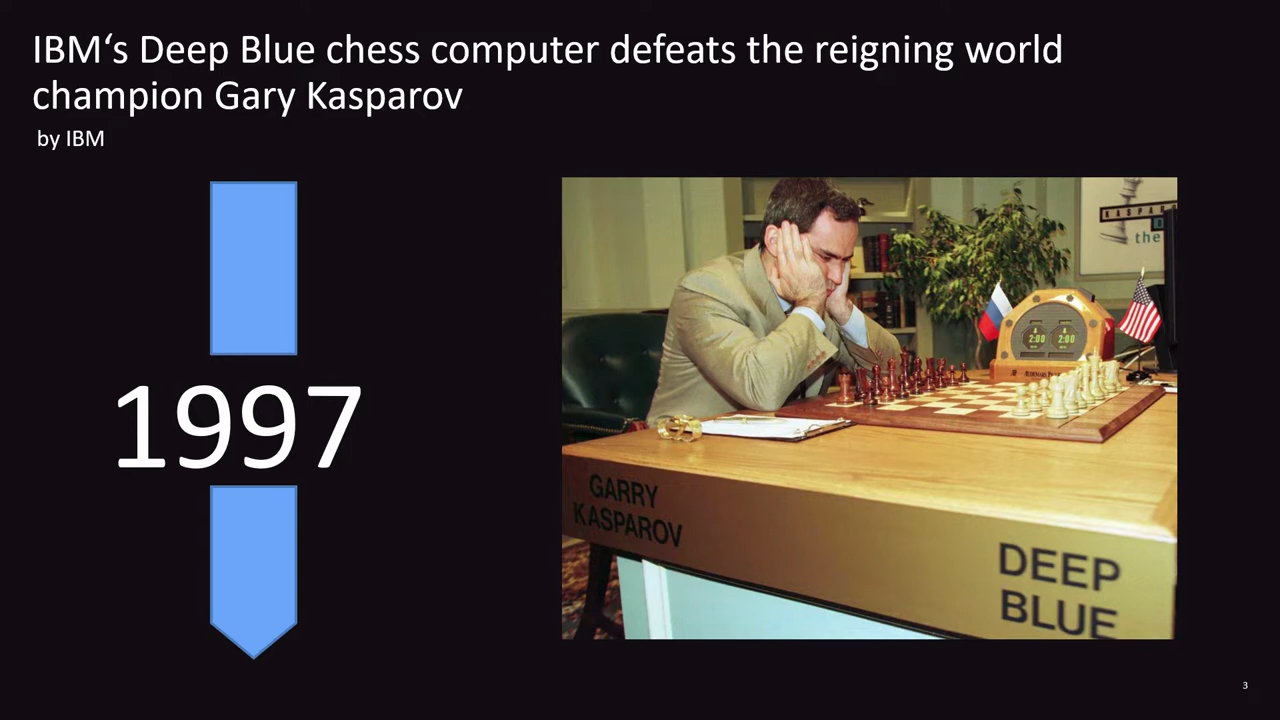 IBM‘s Deep Blue chess computer defeats the reigning world
champion Gary Kasparov
by IBM
1997
KASPARO
the
2:00
2:00
GARRY
KASPAROV
DEEP
BLUE
3